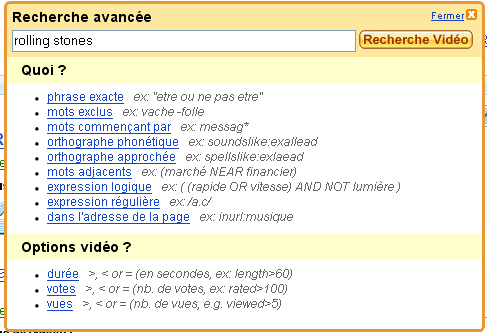 Recherche avancée
Fermer
rolling stones
Recherche Vidéo
Quoi ?
phrase exacte ex: "etre ou ne pas etre"
mots exclus ex: vache -folle
mots commençant par ex: messag*
orthographe phonétique ex: soundslike:exallead
orthographe approchée ex: spellslike:exlaead
mots adjacents ex: (marché NEAR financier)
expression logique ex: ( (rapide OR vitesse) AND NOT lumière )
expression régulière ex: /a.c/
dans l'adresse de la page ex: inurl:musique
Options vidéo ?
durée >, < or = (en secondes, ex: length>60)
votes >, < or = (nb. de votes, ex: rated>100)
vues >, < or = (nb. de vues, e.g. viewed>5)